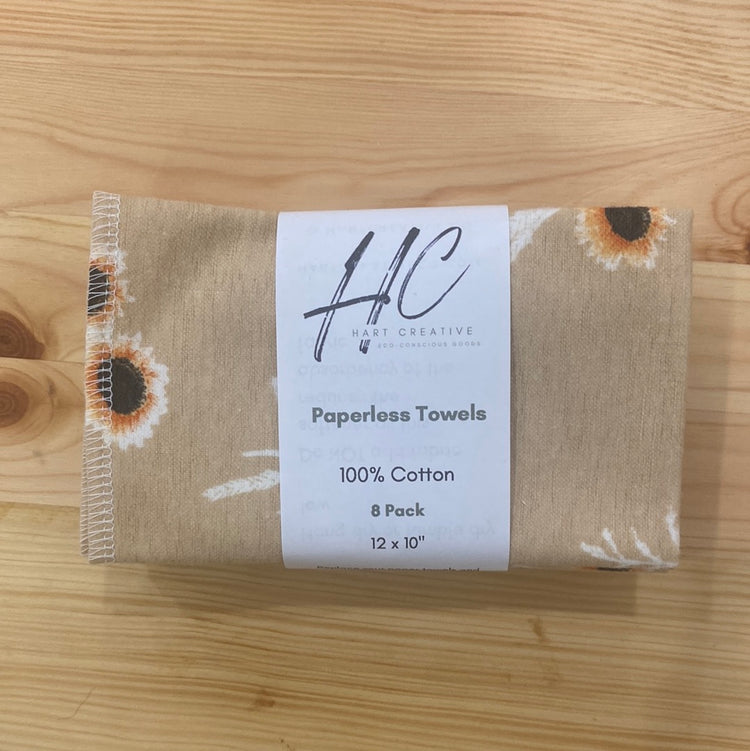 HC
HART CREATIVE
ECO-CONSCIOUS GOODS
Paperless Towels
100% Cotton
8 Pack
12 x 10"